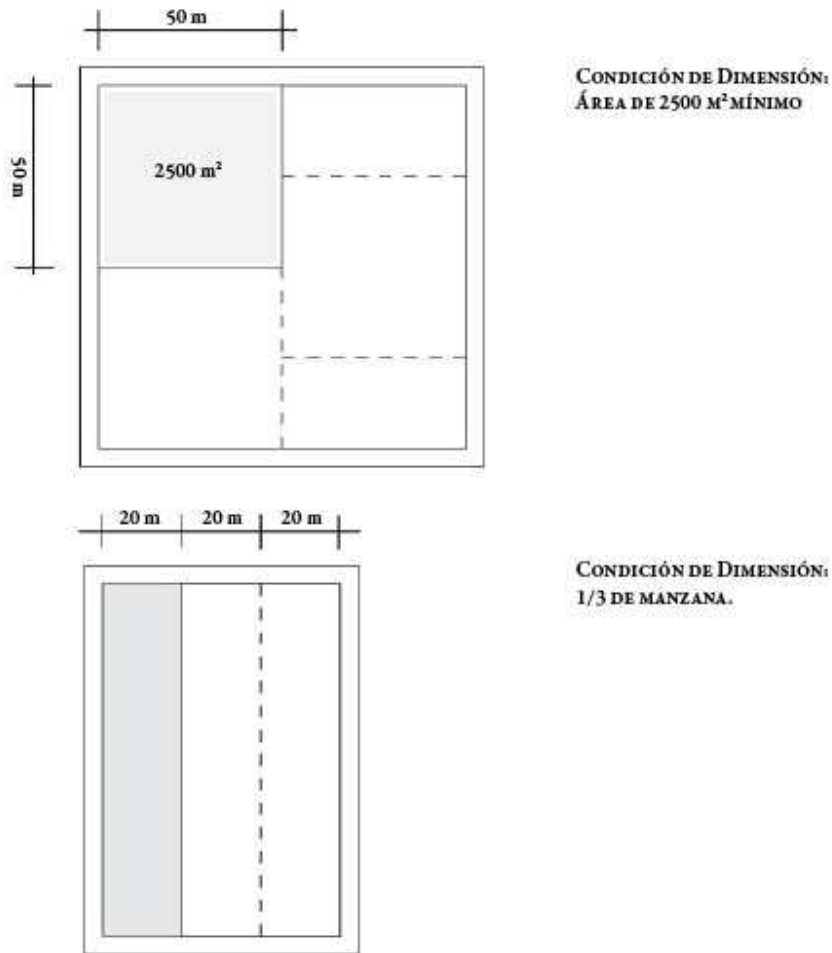 50 m
50 m
2500 m²
CONDICIÓN DE DIMENSIÓN:
ÁREA DE 2500 M² MÍNIMO
20 m 20 m 20 m
CONDICIÓN DE DIMENSIÓN:
1/3 DE MANZANA.